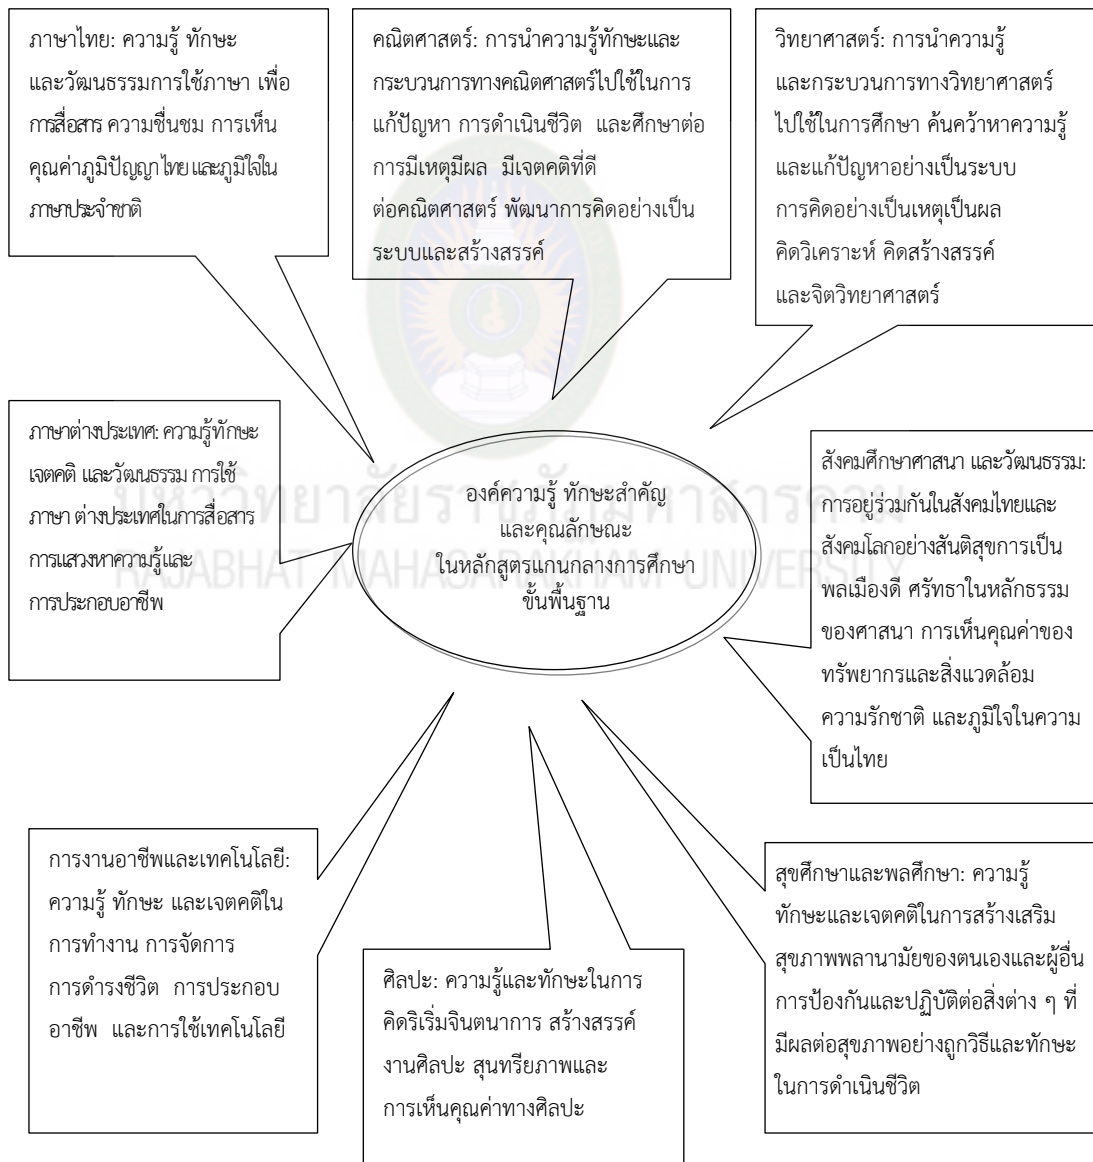 ภาษาไทย: ความรู้ ทักษะ
และวัฒนธรรมการใช้ภาษา เพื่อ
การสื่อสาร ความชื่นชม การเห็น
คุณค่าภูมิปัญญา ไทย และภูมิใจใน
ภาษาประจำชาติ
คณิตศาสตร์: การนำความรู้ทักษะและ
กระบวนการทางคณิตศาสตร์ไปใช้ในการ
แก้ปัญหา การดำเนินชีวิต และศึกษาต่อ
การมีเหตุมีผล มีเจตคติที่ดี
ต่อคณิตศาสตร์ พัฒนาการคิดอย่างเป็น
ระบบและสร้างสรรค์
วิทยาศาสตร์: การนำความรู้
และกระบวนการทางวิทยาศาสตร์
ไปใช้ในการศึกษา ค้นคว้าหาความรู้
และแก้ปัญหาอย่างเป็นระบบ
การคิดอย่างเป็นเหตุเป็นผล
คิดวิเคราะห์ คิดสร้างสรรค์
และจิตวิทยาศาสตร์
ภาษาต่างประเทศ: ความรู้ทักษะ
เจตคติ และวัฒนธรรม การใช้
ภาษา ต่างประเทศในการสื่อสาร
การแสวงหาความรู้และ
การประกอบอาชีพ
องค์ความรู้ ทักษะสำคัญ
และคุณลักษณะ
ในหลักสูตรแกนกลางการศึกษา
ขั้นพื้นฐาน
สังคมศึกษาศาสนา และวัฒนธรรม:
การอยู่ร่วมกันในสังคมไทยและ
สังคมโลกอย่างสันติสุขการเป็น
พลเมืองดี ศรัทธาในหลักธรรม
ของศาสนา การเห็นคุณค่าของ
ทรัพยากรและสิ่งแวดล้อม
ความรักชาติ และภูมิใจในความ
เป็นไทย
มหาวิทยาลัยราชภัฏมหาสารคาม
RAJABHAT MAHASARAKHAM UNIVERSITY
การงานอาชีพและเทคโนโลยี:
ความรู้ ทักษะ และเจตคติใน
การทำงาน การจัดการ
การดำรงชีวิต การประกอบ
อาชีพ และการใช้เทคโนโลยี
ศิลปะ: ความรู้และทักษะในการ
คิดริเริ่มจินตนาการ สร้างสรรค์
งานศิลปะ สุนทรียภาพและ
การเห็นคุณค่าทางศิลปะ
สุขศึกษาและพลศึกษา: ความรู้
ทักษะและเจตคติในการสร้างเสริม
สุขภาพพลานามัยของตนเองและผู้อื่น
การป้องกันและปฏิบัติต่อสิ่งต่าง ๆ ที่
มีผลต่อสุขภาพอย่างถูกวิธีและทักษะ
ในการดำเนินชีวิต